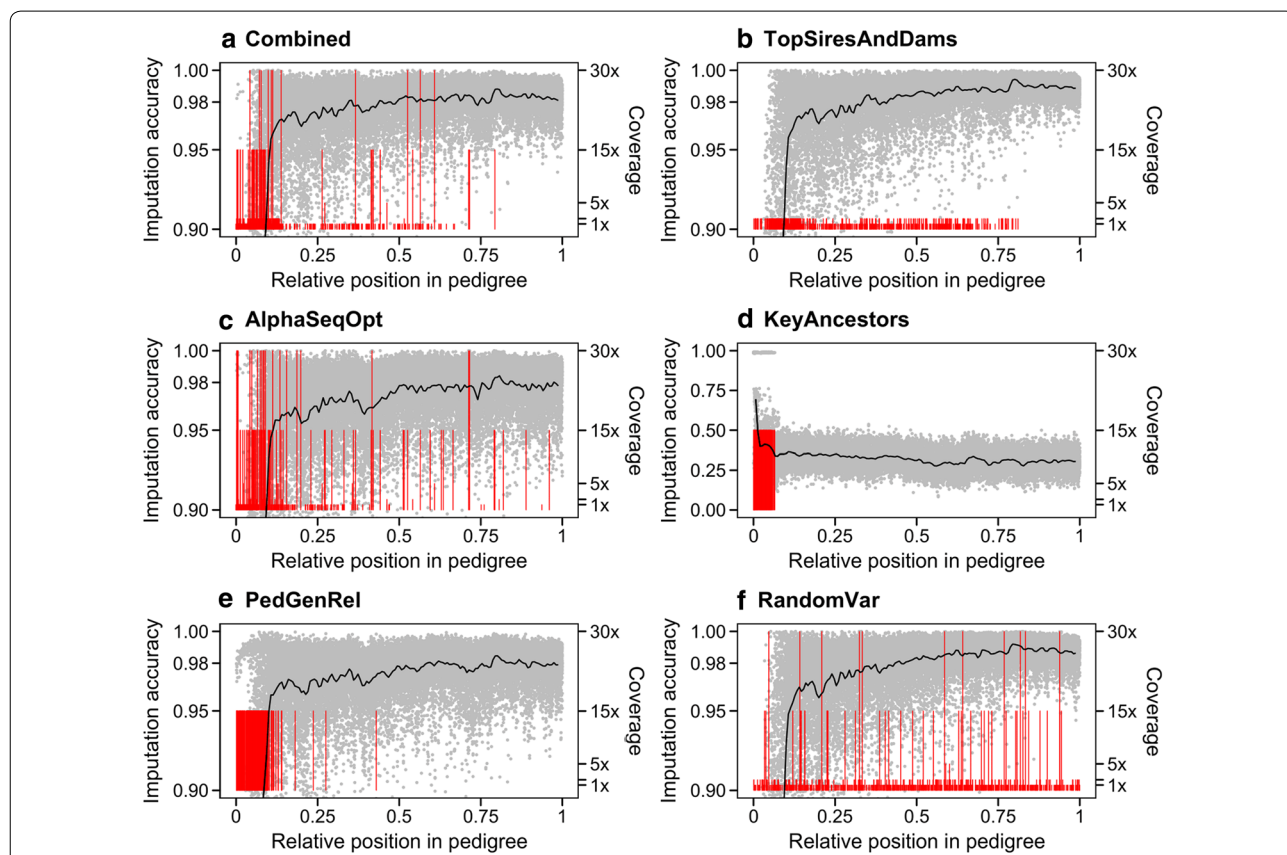 a Combined
1.00
0.98
0.95
0.90
Imputation accuracy
30x
15x
5x
1x
Coverage
0 0.25 0.5 0.75 1
Relative position in pedigree
b TopSiresAndDams
1.00
0.98
0.95
0.90
Imputation accuracy
30x
15x
5x
1x
Coverage
0 0.25 0.5 0.75 1
Relative position in pedigree
c AlphaSeqOpt
1.00
0.98
0.95
0.90
Imputation accuracy
30x
15x
5x
1x
Coverage
0 0.25 0.5 0.75 1
Relative position in pedigree
d KeyAncestors
1.00
0.75
0.50
0.25
0.00
Imputation accuracy
30x
15x
5x
1x
Coverage
0 0.25 0.5 0.75 1
Relative position in pedigree
e PedGenRel
1.00
0.98
0.95
0.90
Imputation accuracy
30x
15x
5x
1x
Coverage
0 0.25 0.5 0.75 1
Relative position in pedigree
f RandomVar
1.00
0.98
0.95
0.90
Imputation accuracy
30x
15x
5x
1x
Coverage
0 0.25 0.5 0.75 1
Relative position in pedigree